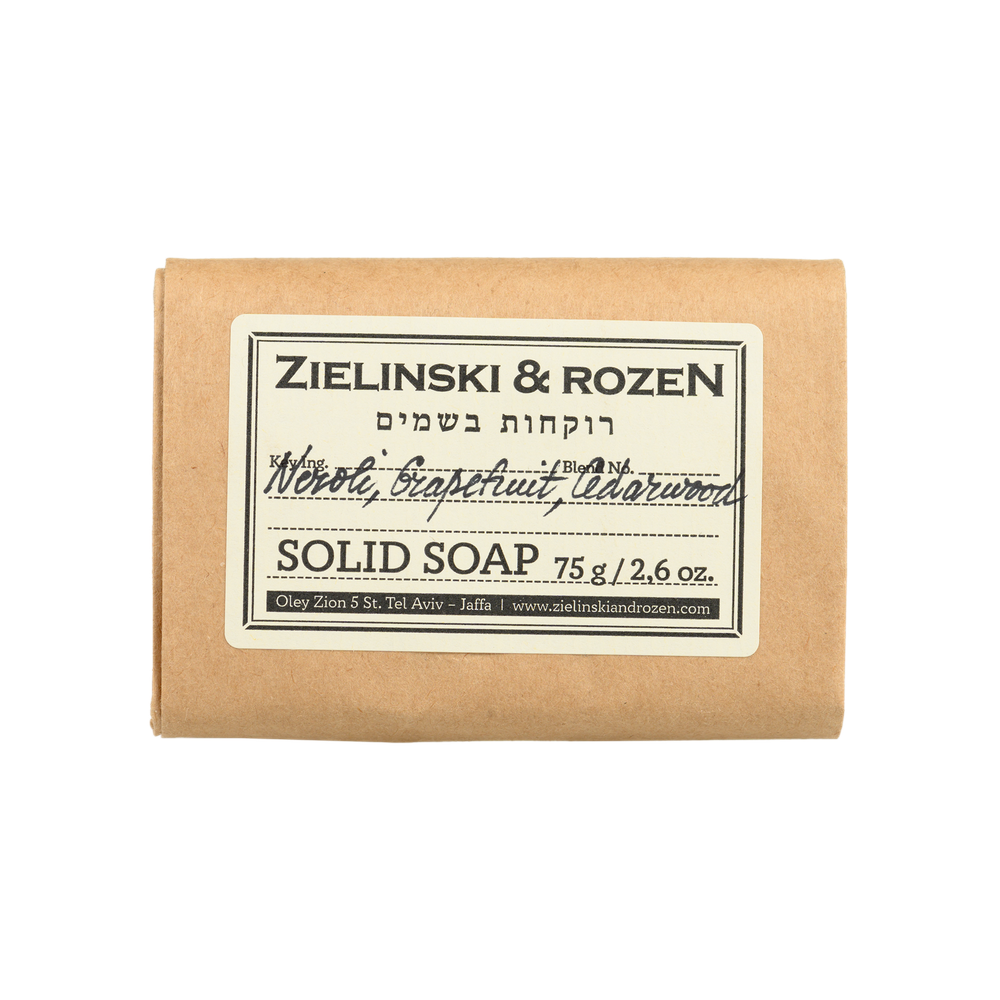 ZIELINSKI & ROZEN
רוקחות בשמים
Key Ing. Blend No.
Neroli, Grapefruit, Cedarwood
SOLID SOAP 75 g / 2,6 oz.
Oley Zion 5 St. Tel Aviv – Jaffa | www.zielinskiandrozen.com